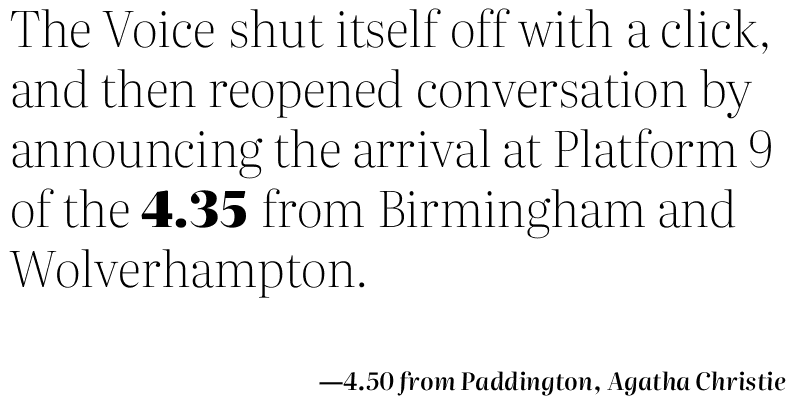 The Voice shut itself off with a click,
and then reopened conversation by
announcing the arrival at Platform 9
of the 4.35 from Birmingham and
Wolverhampton.
—4.50 from Paddington, Agatha Christie